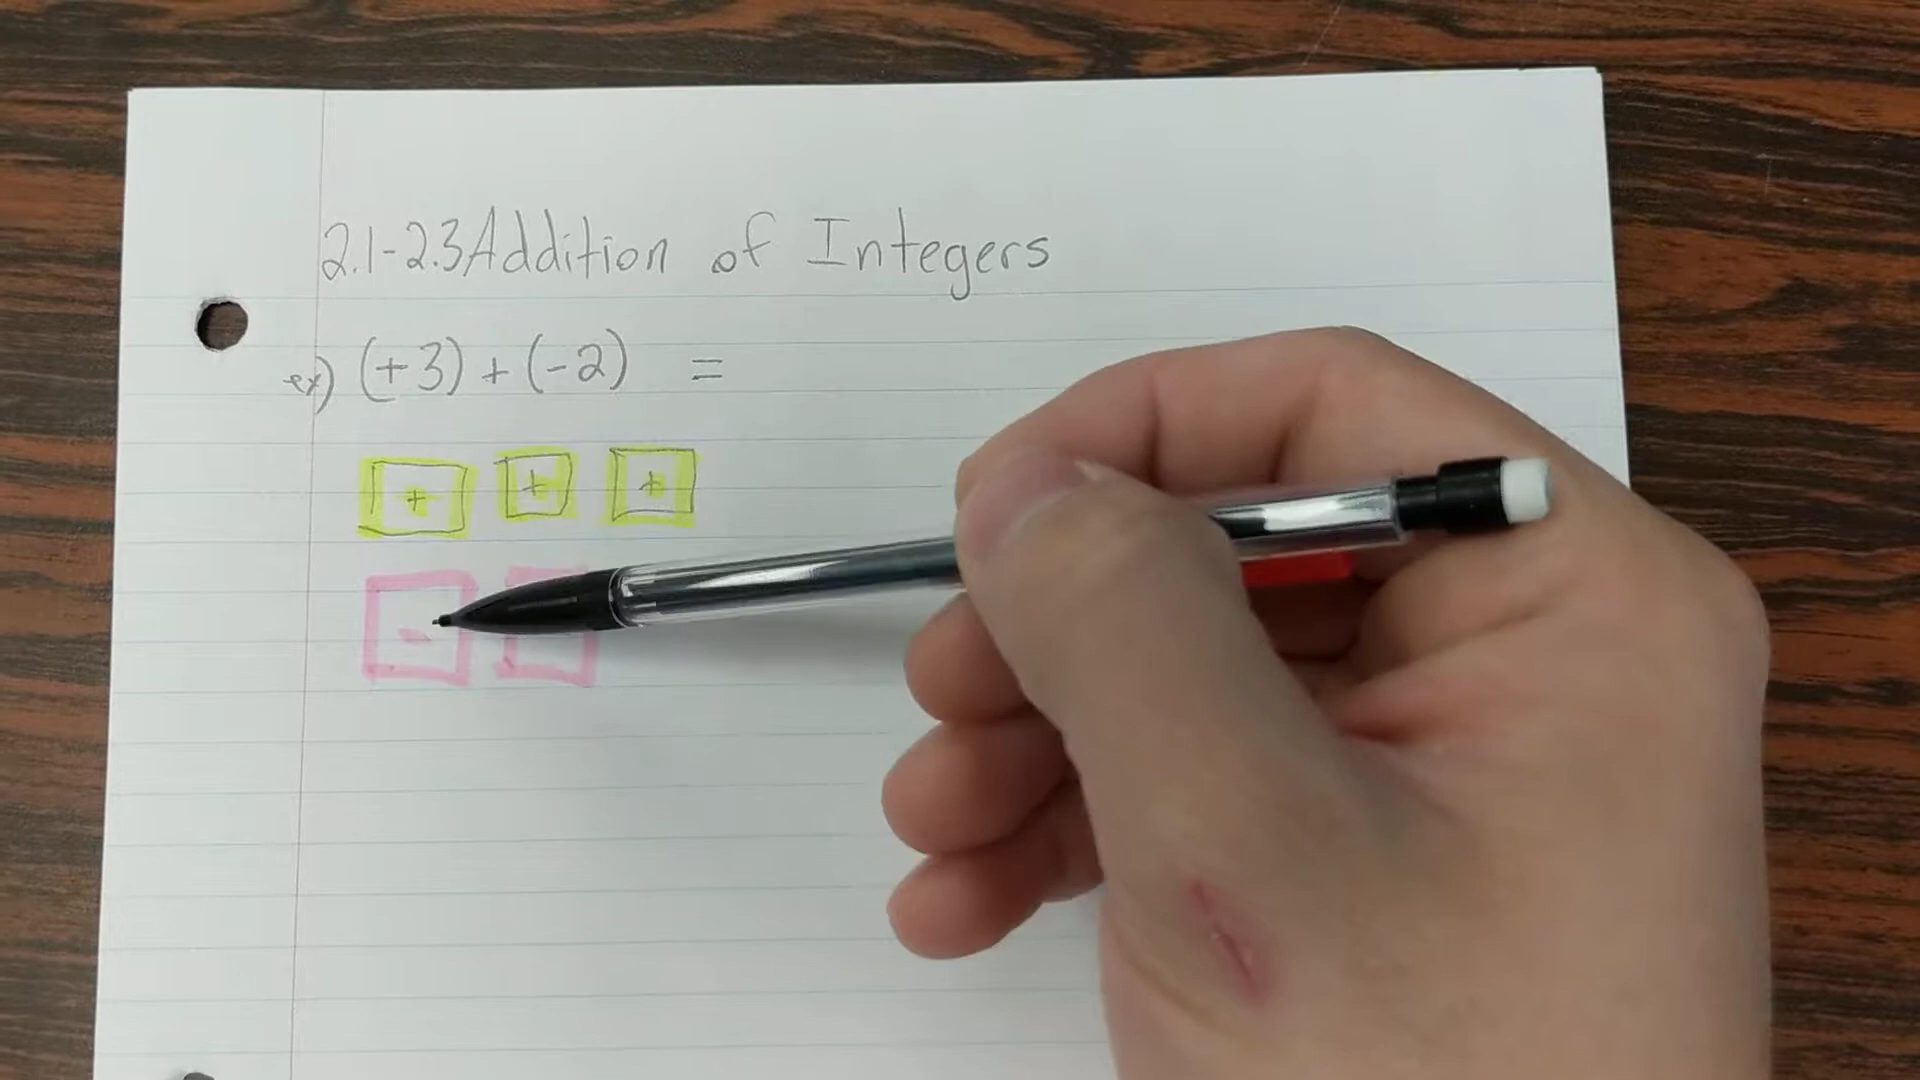 2.1-2.3 Addition of Integers
ex) (+3) + (-2) =
+ + +
-